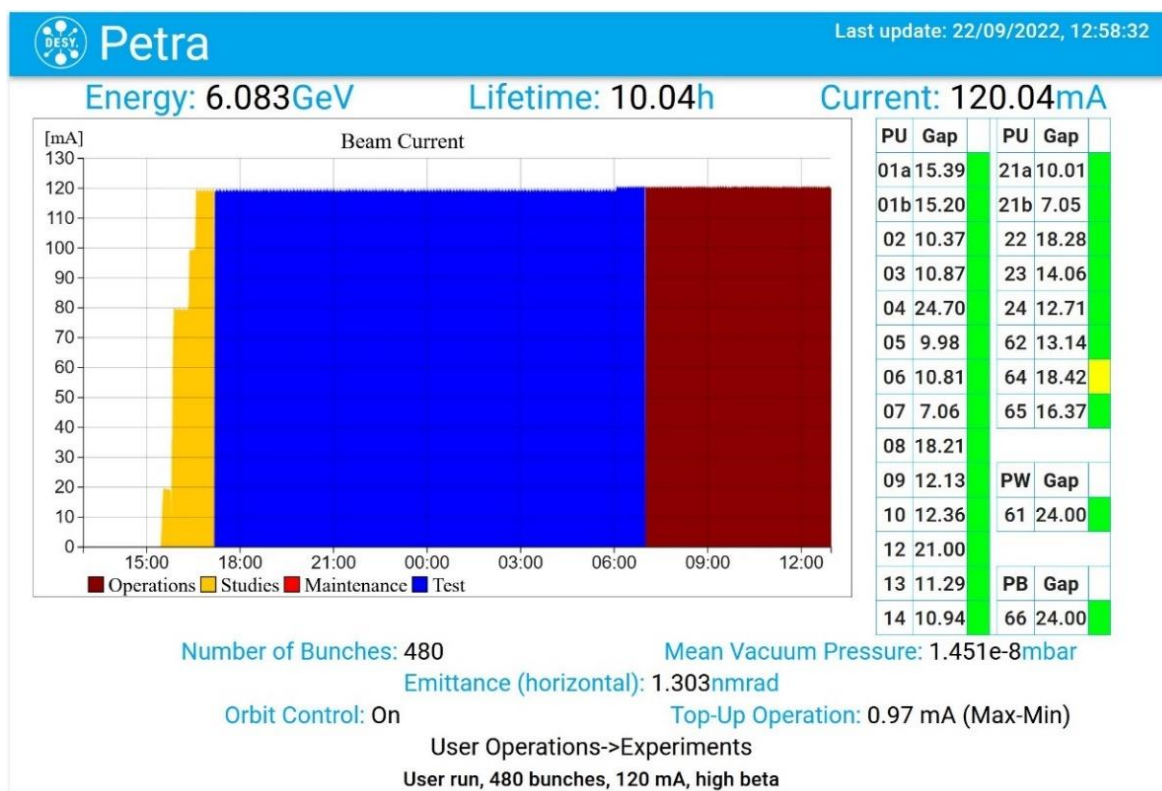 DESY.
Petra
Last update: 22/09/2022, 12:58:32
Energy: 6.083GeV
Lifetime: 10.04h
Current: 120.04mA
[mA]
Beam Current
130
120
110
100
90
80
70
60
50
40
30
20
10
0
15:00 18:00 21:00 00:00 03:00 06:00 09:00 12:00
Operations Studies Maintenance Test
PU Gap
01a 15.39
01b 15.20
02 10.37
03 10.87
04 24.70
05 9.98
06 10.81
07 7.06
08 18.21
09 12.13
10 12.36
12 21.00
13 11.29
14 10.94
PU Gap
21a 10.01
21b 7.05
22 18.28
23 14.06
24 12.71
62 13.14
64 18.42
65 16.37
PW Gap
61 24.00
PB Gap
66 24.00
Number of Bunches: 480
Mean Vacuum Pressure: 1.451e-8mbar
Emittance (horizontal): 1.303nmrad
Orbit Control: On
Top-Up Operation: 0.97 mA (Max-Min)
User Operations->Experiments
User run, 480 bunches, 120 mA, high beta